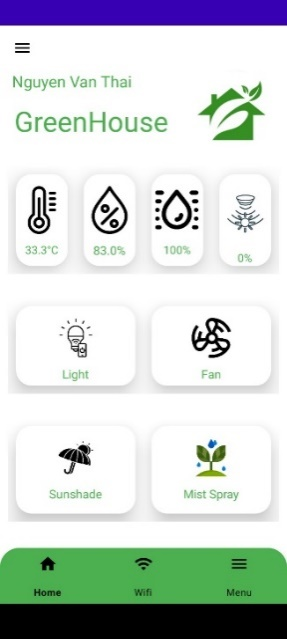 Nguyen Van Thai
GreenHouse
33.3°C
83.0%
100%
0%
Light
Fan
Sunshade
Mist Spray
Home
Wifi
Menu